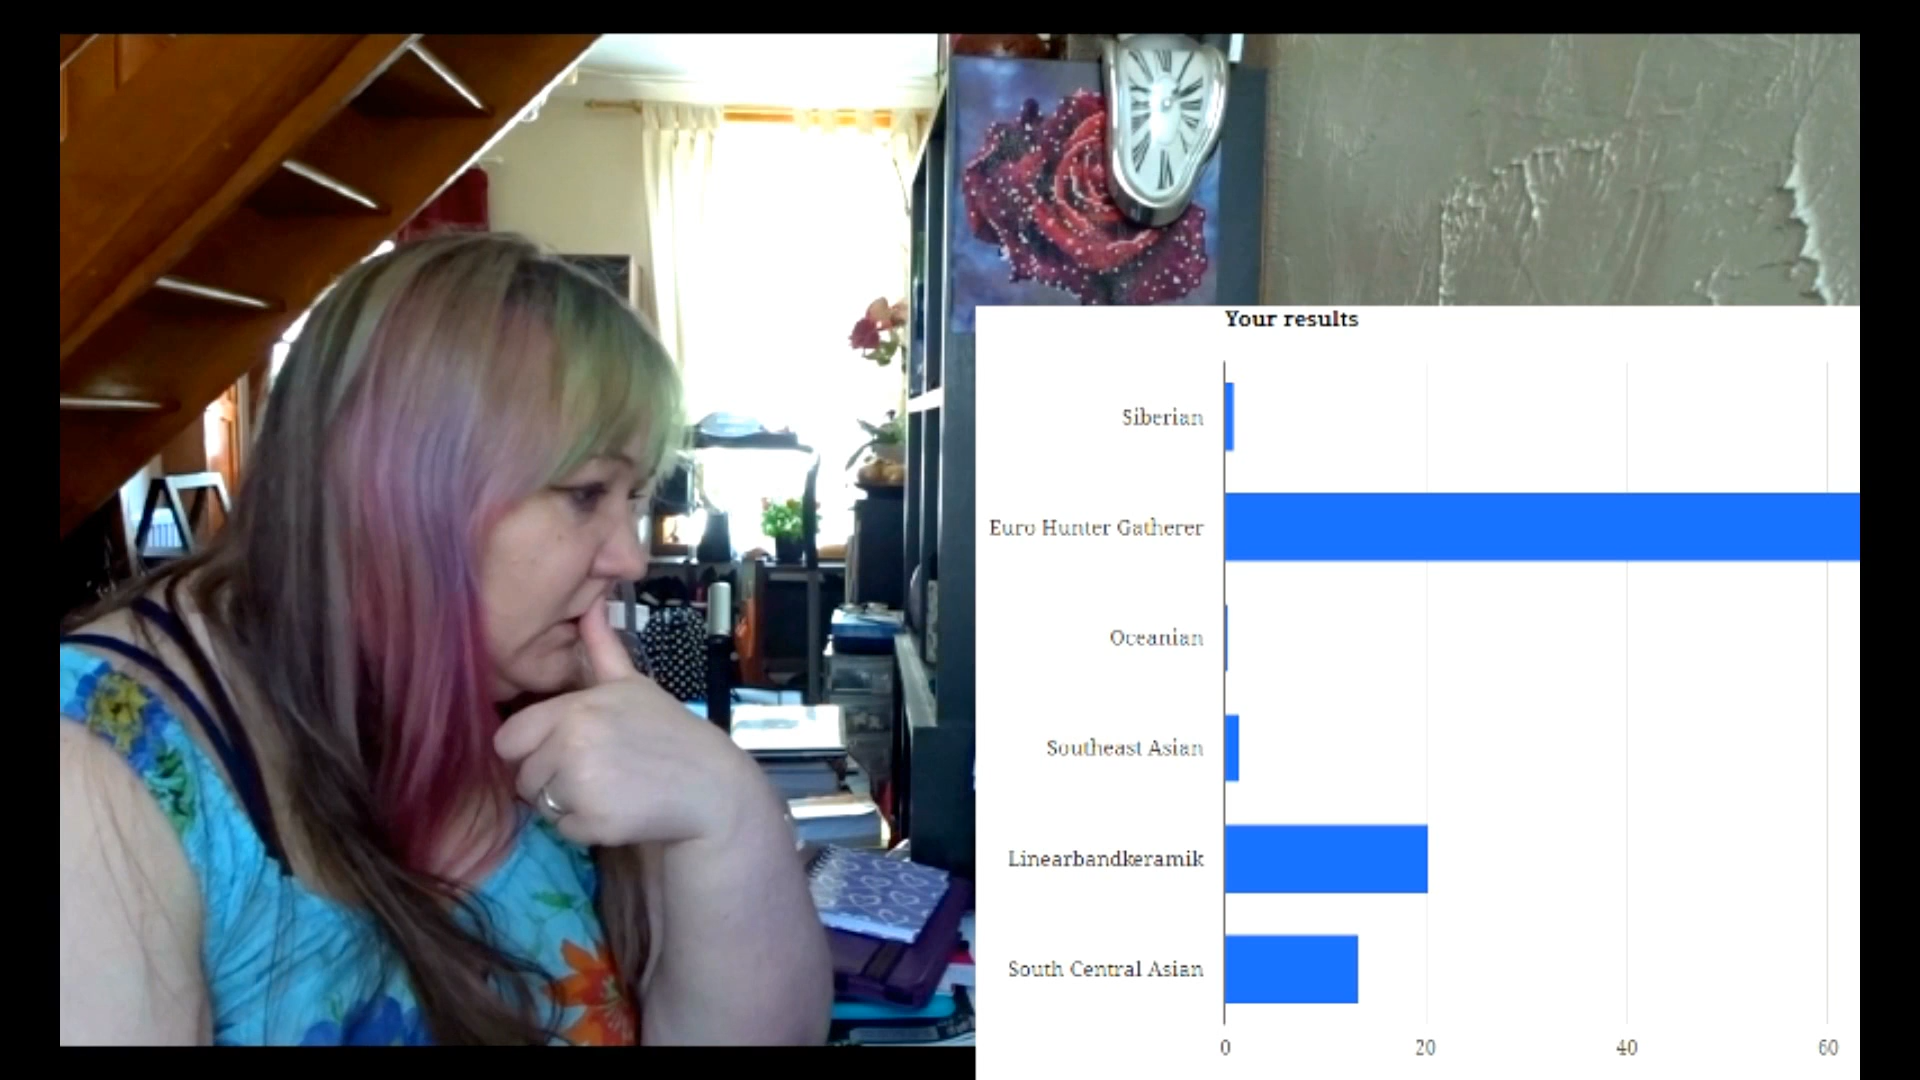 Your results
Siberian
Euro Hunter Gatherer
Oceanian
Southeast Asian
Linearbandkeramik
South Central Asian
0 20 40 60